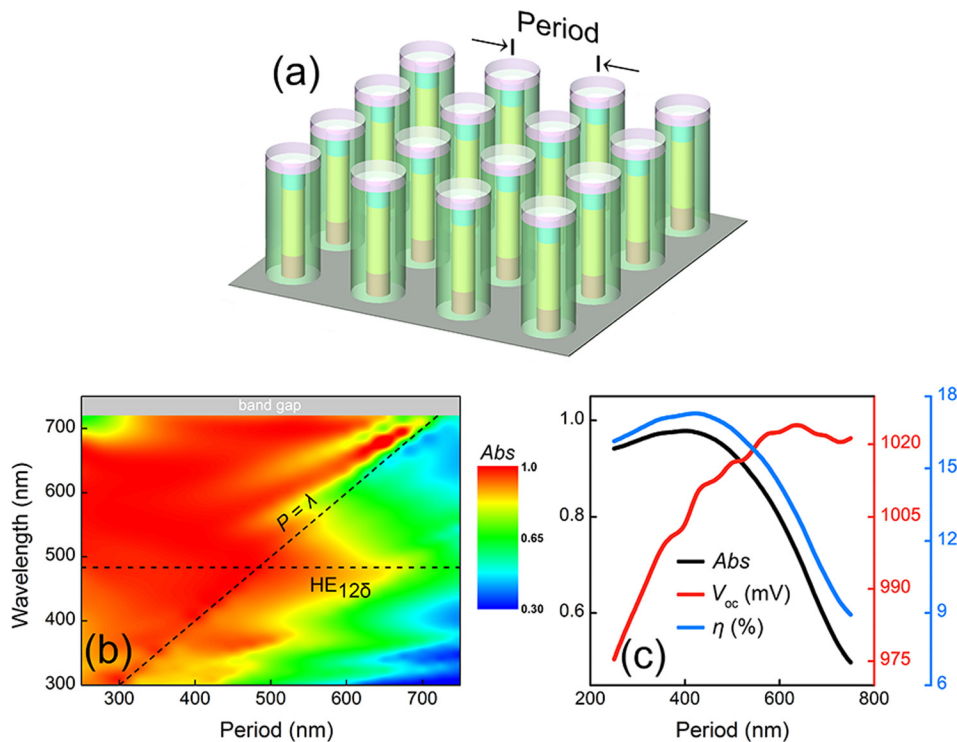 Period
(a)
band gap
700
600
500
400
300
Wavelength (nm)
P = λ
HE12δ
(b)
300
400
500
600
700
Period (nm)
Abs
1.0
0.65
0.30
1.0
0.8
0.6
Abs
Voc (mV)
η (%)
(c)
200
400
600
800
Period (nm)
1020
1005
990
975
18
15
12
9
6